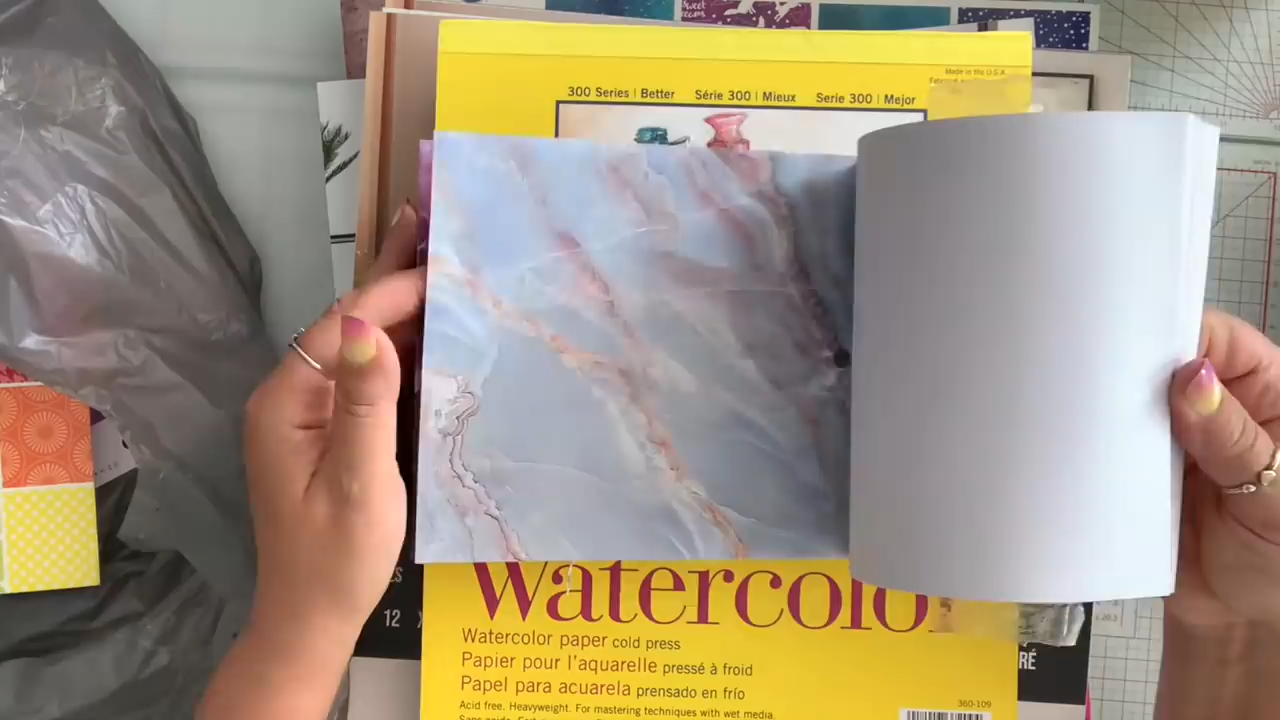 sweet dreams
Made in the U.S.A.
300 Series | Better Série 300 | Mieux Serie 300 | Mejor
Watercolo
Watercolor paper cold press
Papier pour l'aquarelle pressé à froid
Papel para acuarela prensado en frío
Acid free. Heavyweight. For mastering techniques with wet media.
360-109
12
RÉ